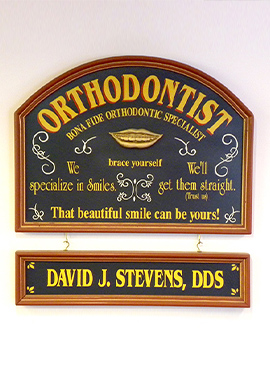 ORTHODONTIST
BONA FIDE ORTHODONTIC SPECIALIST
brace yourself
We
specialize in Smiles.
We'll
get them straight.
(Trust us)
That beautiful smile can be yours!
DAVID J. STEVENS, DDS